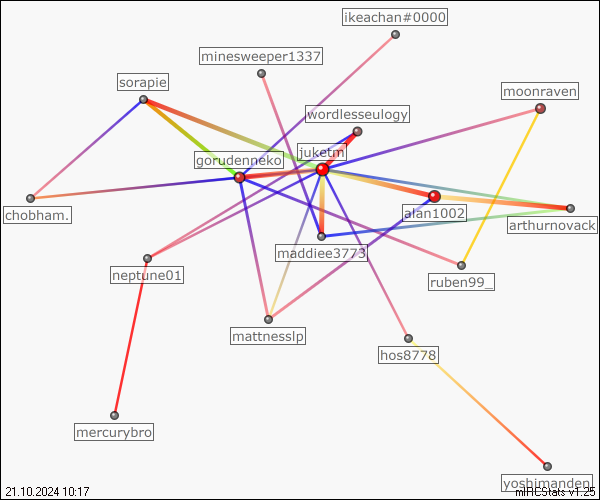 ikeachan#0000
minesweeper1337
sorapie
moonraven
wordlesseulogy
juketm
gorudenneko
chobham.
alan1002
arthurnovack
maddiee3773
neptune01
ruben99_
mattnesslp
hos8778
mercurybro
yoshimanden
21.10.2024 10:17
mIRCStats v1.25